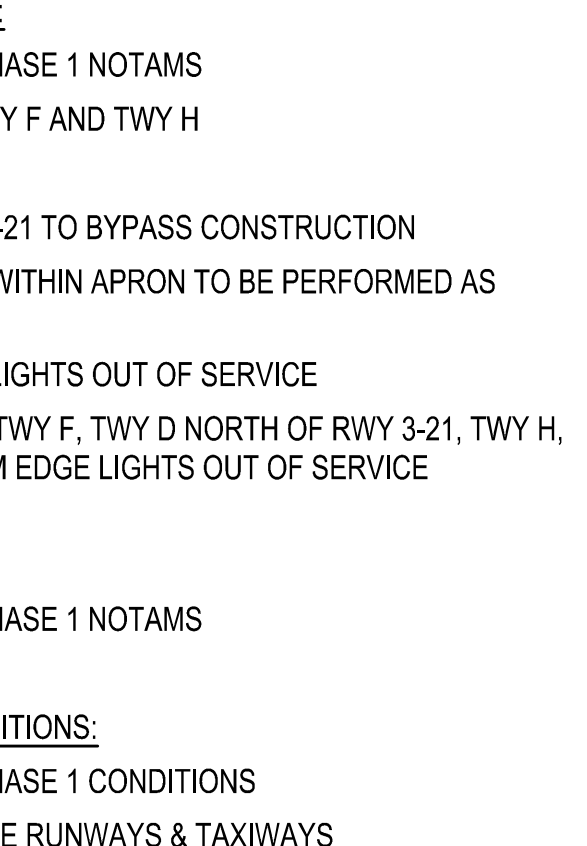 HASE 1 NOTAMS
Y F AND TWY H
-21 TO BYPASS CONSTRUCTION
WITHIN APRON TO BE PERFORMED AS
LIGHTS OUT OF SERVICE
TWY F, TWY D NORTH OF RWY 3-21, TWY H,
M EDGE LIGHTS OUT OF SERVICE
HASE 1 NOTAMS
ITIONS:
HASE 1 CONDITIONS
E RUNWAYS & TAXIWAYS